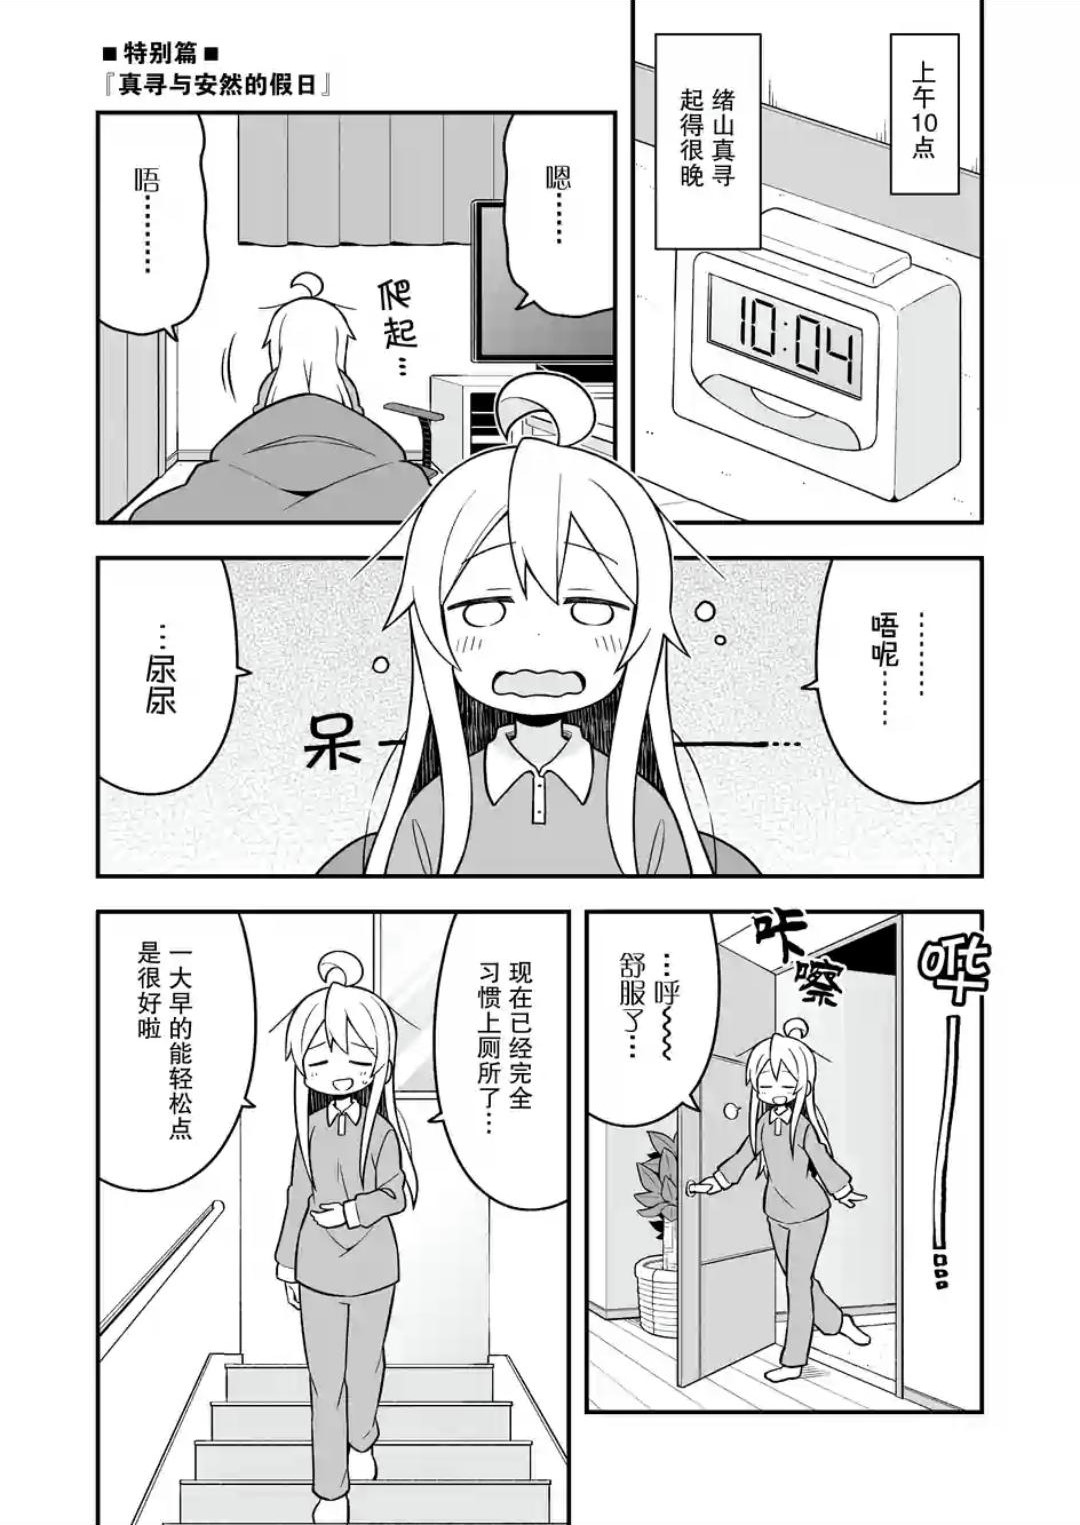 ■特别篇■
『真寻与安然的假日』
上午10点
绪山真寻
起得很晚
10:04
嗯……
爬起…
唔………
………
唔呢……
呆——…
…尿尿
咔嚓
…呼~~~
舒服了…
现在已经完全
习惯上厕所了…
一大早的能轻松点
是很好啦